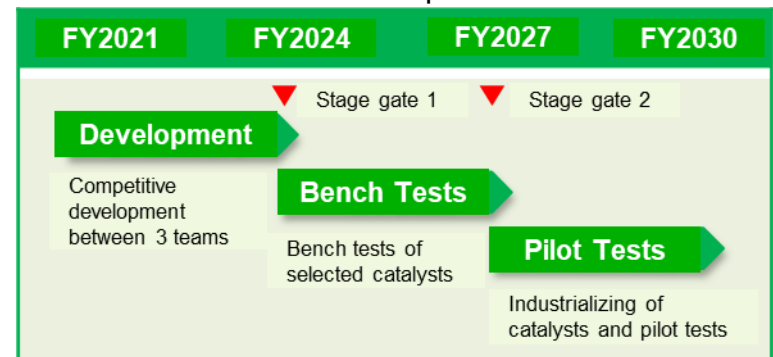 FY2021 FY2024 FY2027 FY2030
Stage gate 1 Stage gate 2
Development
Competitive
development
between 3 teams
Bench Tests
Bench tests of
selected catalysts
Pilot Tests
Industrializing of
catalysts and pilot tests